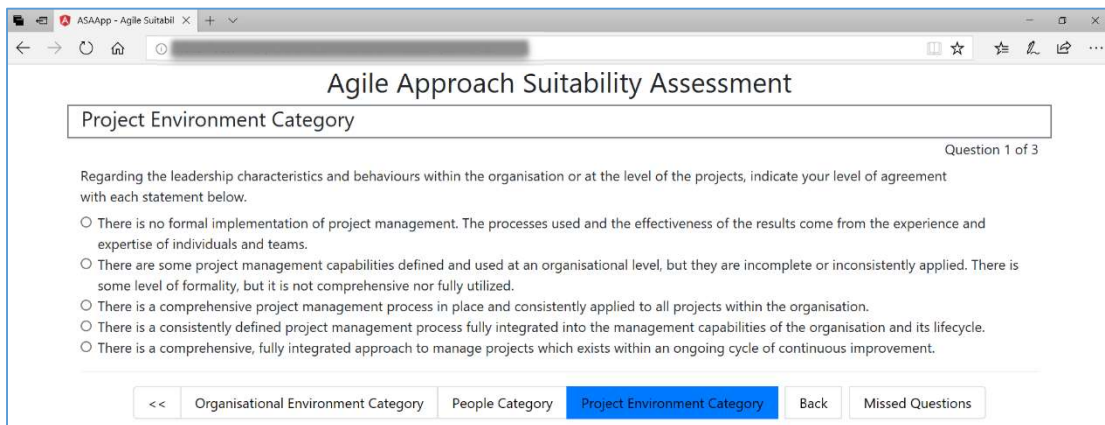 ASAApp - Agile Suitabil
Agile Approach Suitability Assessment
Project Environment Category
Question 1 of 3
Regarding the leadership characteristics and behaviours within the organisation or at the level of the projects, indicate your level of agreement
with each statement below.
There is no formal implementation of project management. The processes used and the effectiveness of the results come from the experience and
expertise of individuals and teams.
There are some project management capabilities defined and used at an organisational level, but they are incomplete or inconsistently applied. There is
some level of formality, but it is not comprehensive nor fully utilized.
There is a comprehensive project management process in place and consistently applied to all projects within the organisation.
There is a consistently defined project management process fully integrated into the management capabilities of the organisation and its lifecycle.
There is a comprehensive, fully integrated approach to manage projects which exists within an ongoing cycle of continuous improvement.
<< Organisational Environment Category People Category Project Environment Category Back Missed Questions